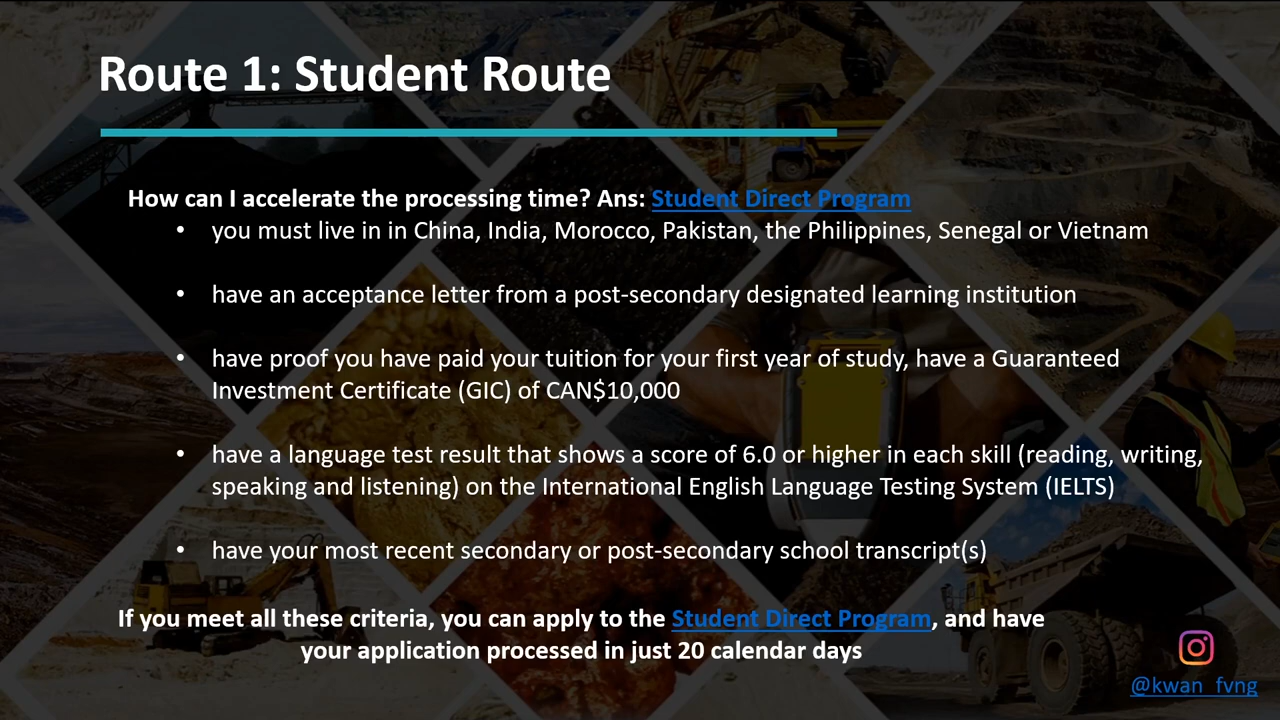 Route 1: Student Route
How can I accelerate the processing time? Ans: Student Direct Program
• you must live in in China, India, Morocco, Pakistan, the Philippines, Senegal or Vietnam
• have an acceptance letter from a post-secondary designated learning institution
• have proof you have paid your tuition for your first year of study, have a Guaranteed
Investment Certificate (GIC) of CAN$10,000
• have a language test result that shows a score of 6.0 or higher in each skill (reading, writing,
speaking and listening) on the International English Language Testing System (IELTS)
• have your most recent secondary or post-secondary school transcript(s)
If you meet all these criteria, you can apply to the Student Direct Program, and have
your application processed in just 20 calendar days
@kwan_fvng